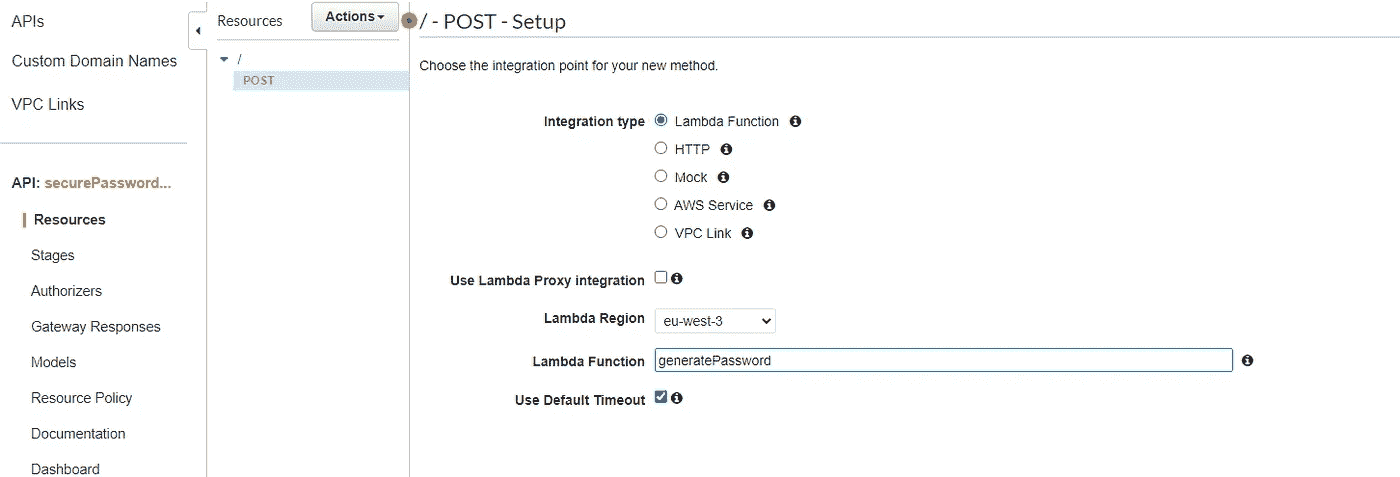 APIs
Custom Domain Names
VPC Links
API: securePassword...
Resources
Stages
Authorizers
Gateway Responses
Models
Resource Policy
Documentation
Dashboard
Resources
Actions
/
POST
/ - POST - Setup
Choose the integration point for your new method.
Integration type
Lambda Function
HTTP
Mock
AWS Service
VPC Link
Use Lambda Proxy integration
Lambda Region eu-west-3
Lambda Function generatePassword
Use Default Timeout